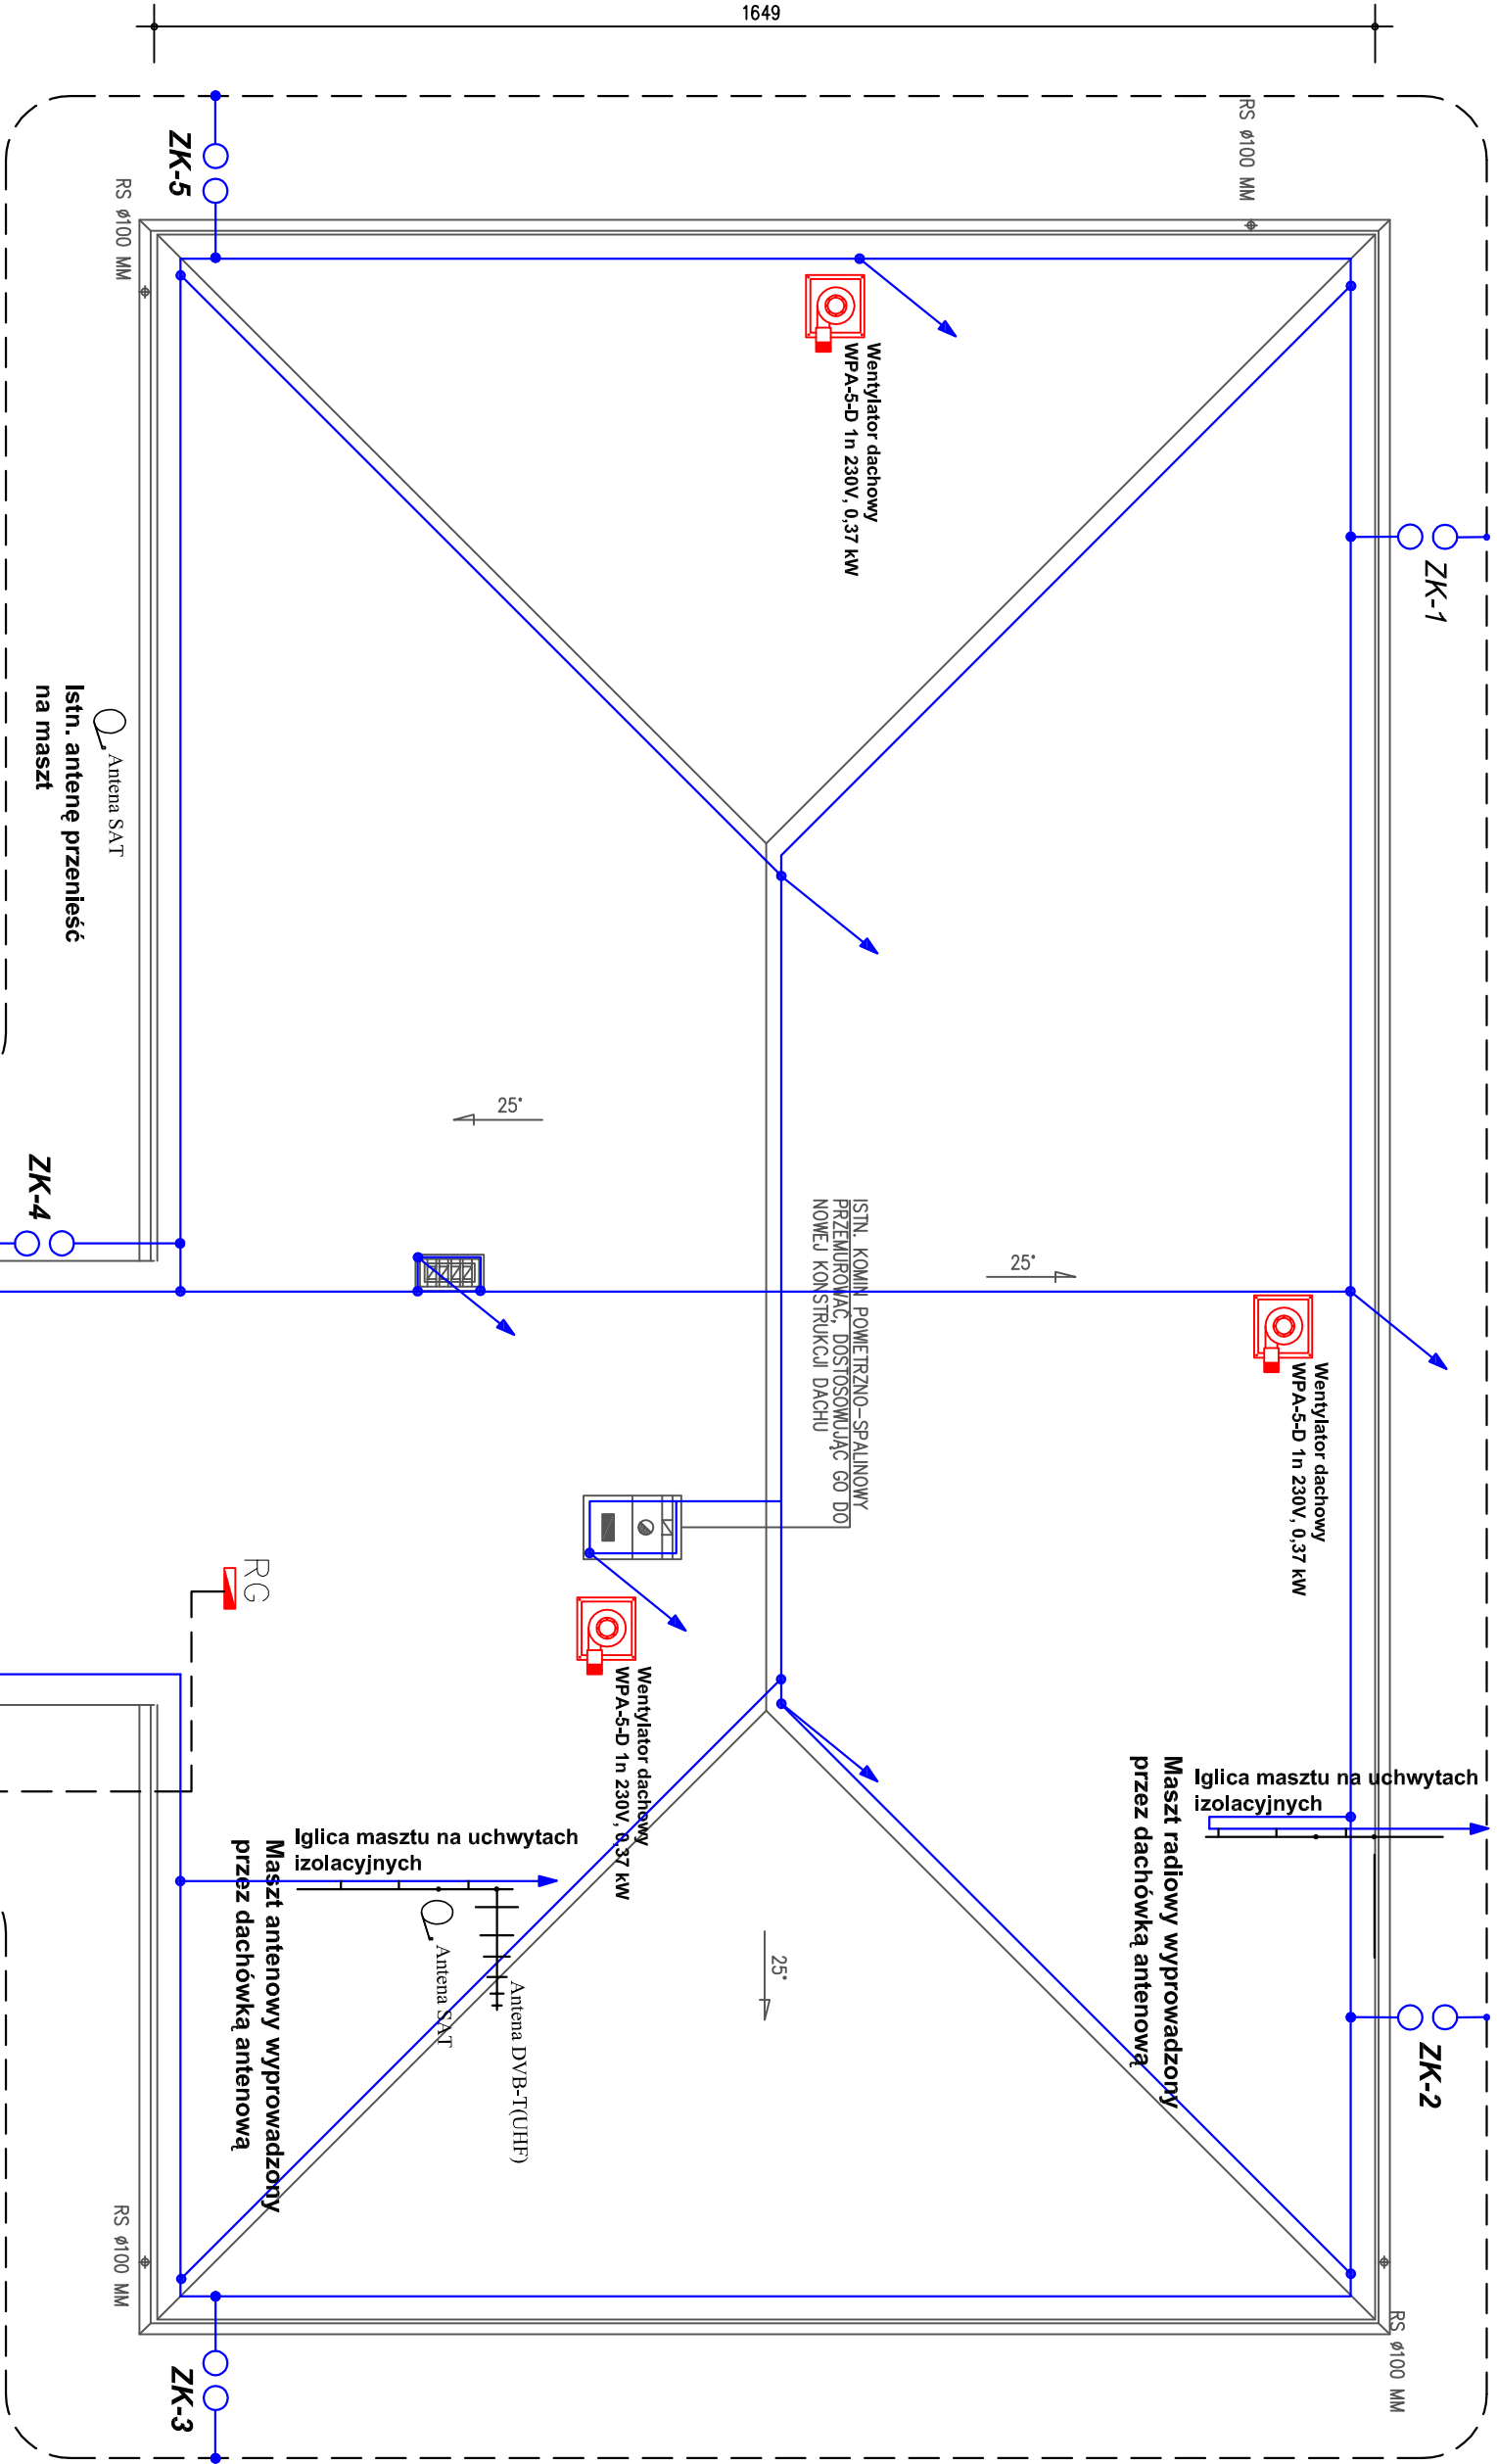 1649
RS ø100 MM
ZK-5
RS ø100 MM
Wentylator dachowy
WPA-5-D 1n 230V, 0,37 kW
ZK-1
Istn. antenę przenieść
na maszt
Antena SAT
25°
25°
ZK-4
ISTN. KOMIN POWIETRZNO-SPALINOWY
PRZEMUROWAĆ, DOSTOSOWUJĄC GO DO
NOWEJ KONSTRUKCJI DACHU
Wentylator dachowy
WPA-5-D 1n 230V, 0,37 kW
RG
Wentylator dachowy
WPA-5-D 1n 230V, 0,37 kW
Iglica masztu na uchwytach
izolacyjnych
Maszt radiowy wyprowadzony
przez dachówką antenową
Iglica masztu na uchwytach
izolacyjnych
Maszt antenowy wyprowadzony
przez dachówką antenową
Antena SAT
Antena DVB-T(UHF)
25°
ZK-2
RS ø100 MM
RS ø100 MM
ZK-3